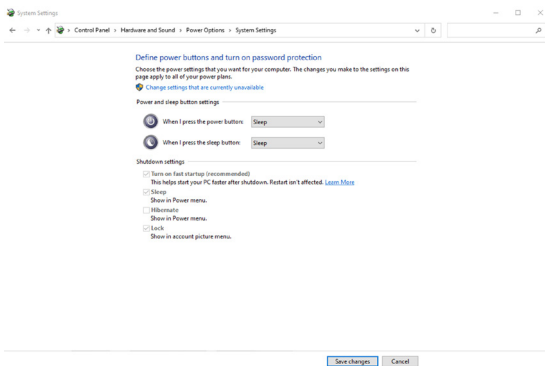 System Settings
Control Panel > Hardware and Sound > Power Options > System Settings
Define power buttons and turn on password protection
Choose the power settings that you want for your computer. The changes you make to the settings on this
page apply to all of your power plans.
Change settings that are currently unavailable
Power and sleep button settings
When I press the power button: Sleep
When I press the sleep button: Sleep
Shutdown settings
Turn on fast startup (recommended)
This helps start your PC faster after shutdown. Restart isn't affected. Learn More
Sleep
Show in Power menu.
Hibernate
Show in Power menu.
Lock
Show in account picture menu.
Save changes Cancel